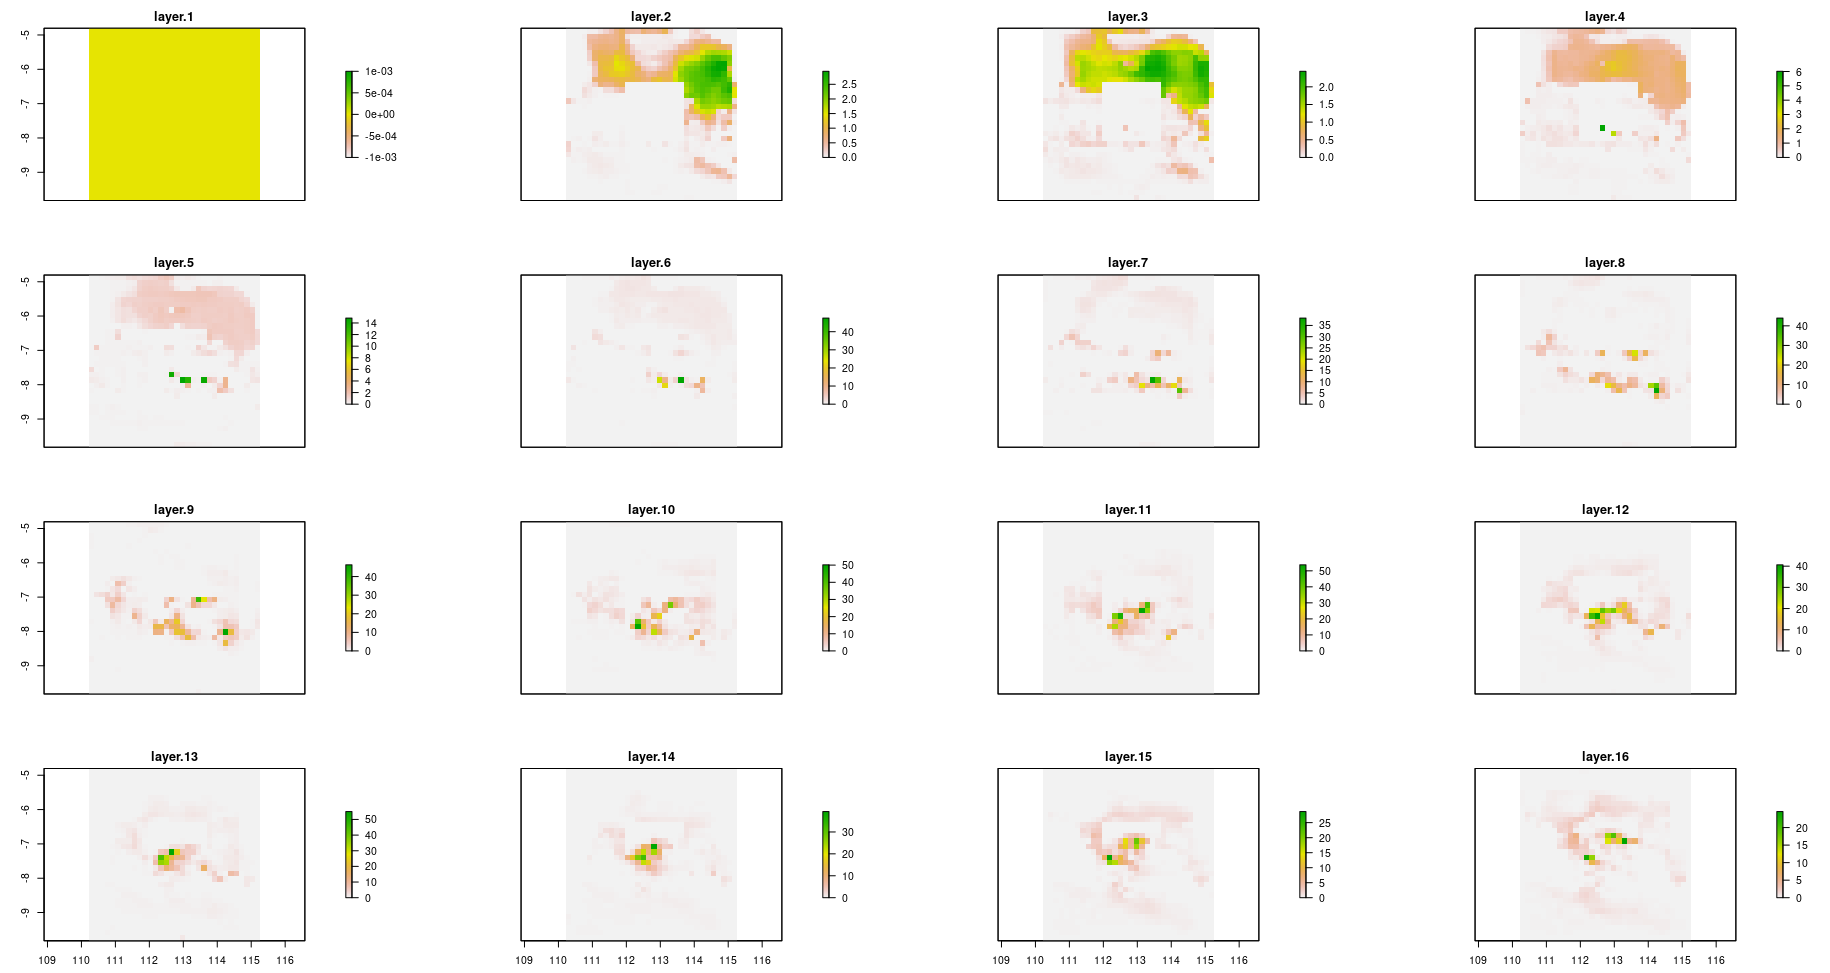 layer.1 layer.2 layer.3 layer.4
-5 -6 -7 -8 -9
1e-03 5e-04 0e+00 -5e-04 -1e-03
2.5 2.0 1.5 1.0 0.5 0.0
2.0 1.5 1.0 0.5 0.0
6 5 4 3 2 1 0
layer.5 layer.6 layer.7 layer.8
-5 -6 -7 -8 -9
14 12 10 8 6 4 2 0
40 30 20 10 0
35 30 25 20 15 10 5 0
40 30 20 10 0
layer.9 layer.10 layer.11 layer.12
-5 -6 -7 -8 -9
40 30 20 10 0
50 40 30 20 10 0
50 40 30 20 10 0
40 30 20 10 0
layer.13 layer.14 layer.15 layer.16
-5 -6 -7 -8 -9
50 40 30 20 10 0
30 20 10 0
25 20 15 10 5 0
20 15 10 5 0
109 110 111 112 113 114 115 116
109 110 111 112 113 114 115 116
109 110 111 112 113 114 115 116
109 110 111 112 113 114 115 116